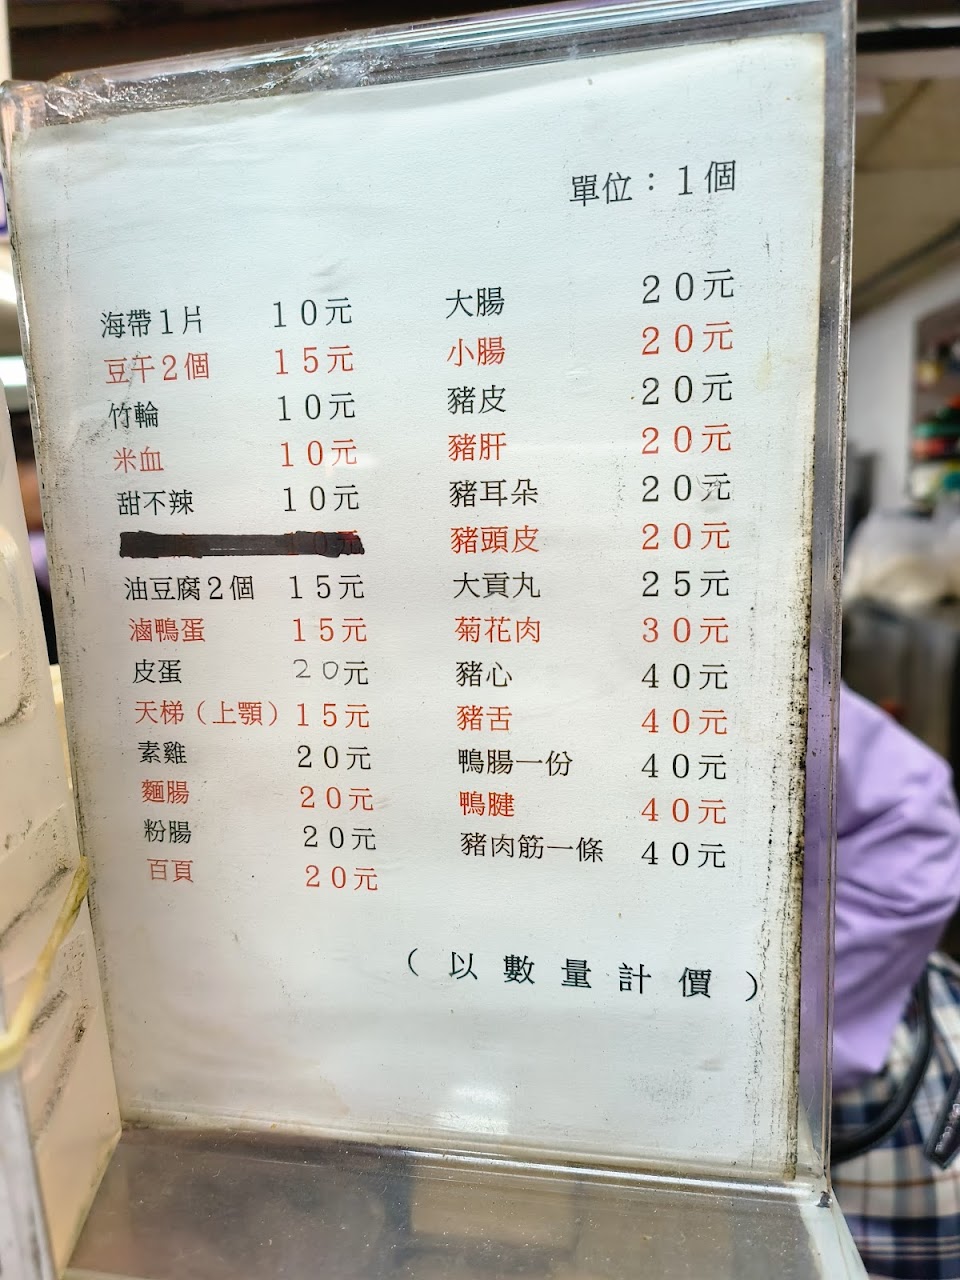 單位：１個
海帶１片 １０元
豆干２個 １５元
竹輪 １０元
米血 １０元
甜不辣 １０元
１０元
油豆腐２個 １５元
滷鴨蛋 １５元
皮蛋 20元
天梯（上顎） １５元
素雞 ２０元
麵腸 ２０元
粉腸 ２０元
百頁 ２０元
大腸 ２０元
小腸 ２０元
豬皮 ２０元
豬肝 ２０元
豬耳朵 ２０元
豬頭皮 ２０元
大貢丸 ２５元
菊花肉 ３０元
豬心 ４０元
豬舌 ４０元
鴨腸一份 ４０元
鴨腱 ４０元
豬肉筋一條 ４０元
（以數量計價）